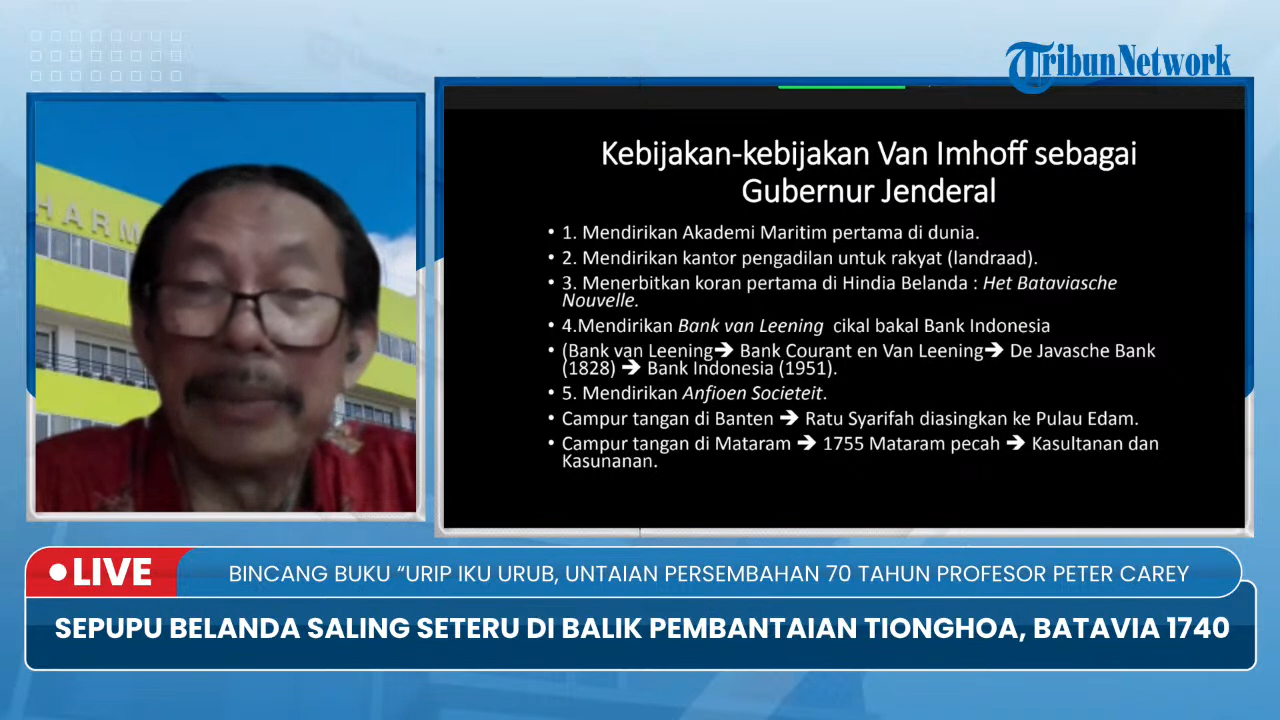 TribunNetwork
HARM
Kebijakan-kebijakan Van Imhoff sebagai
Gubernur Jenderal
• 1. Mendirikan Akademi Maritim pertama di dunia.
• 2. Mendirikan kantor pengadilan untuk rakyat (landraad).
• 3. Menerbitkan koran pertama di Hindia Belanda : Het Bataviasche
Nouvelle.
• 4.Mendirikan Bank van Leening cikal bakal Bank Indonesia
• (Bank van Leening➔ Bank Courant en Van Leening➔ De Javasche Bank
(1828) ➔ Bank Indonesia (1951).
• 5. Mendirikan Anfioen Societeit.
• Campur tangan di Banten ➔ Ratu Syarifah diasingkan ke Pulau Edam.
• Campur tangan di Mataram ➔ 1755 Mataram pecah ➔ Kasultanan dan
Kasunanan.
LIVE
BINCANG BUKU “URIP IKU URUB, UNTAIAN PERSEMBAHAN 70 TAHUN PROFESOR PETER CAREY
SEPUPU BELANDA SALING SETERU DI BALIK PEMBANTAIAN TIONGHOA, BATAVIA 1740